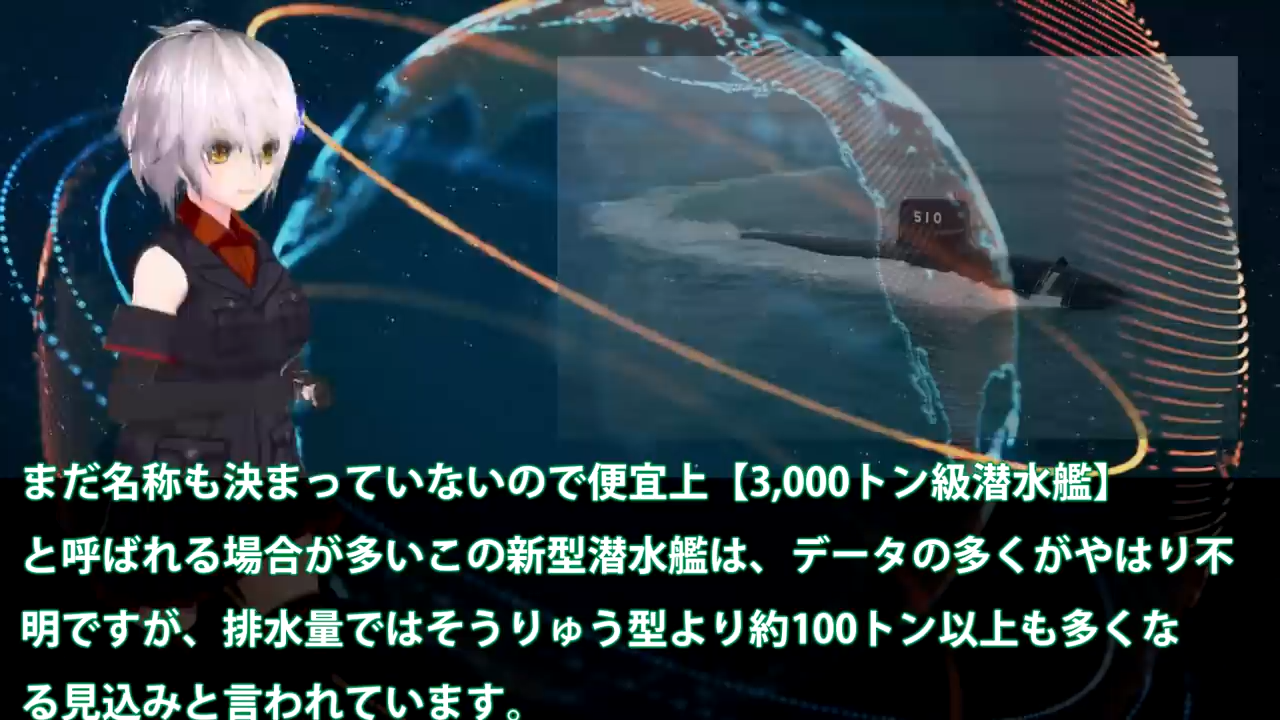 510
まだ名称も決まっていないので便宜上【3,000トン級潜水艦】
と呼ばれる場合が多いこの新型潜水艦は、データの多くがやはり不
明ですが、排水量ではそうりゅう型より約100トン以上も多くな
る見込みと言われています。